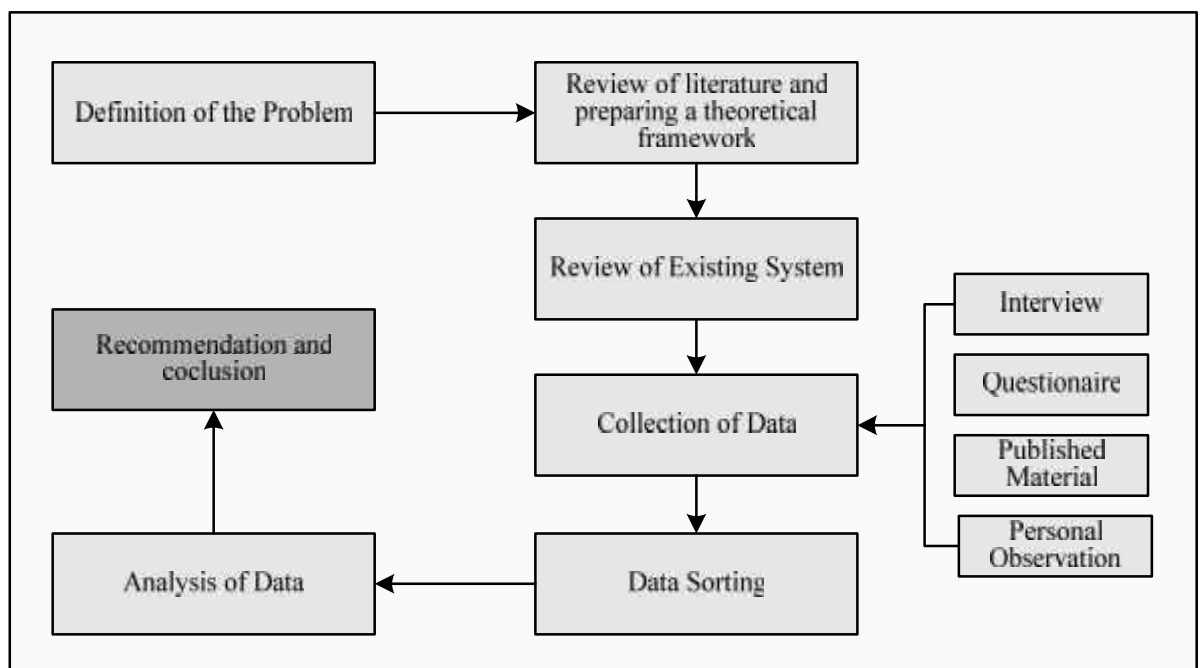 Definition of the Problem
Review of literature and
preparing a theoretical
framework
Review of Existing System
Interview
Recommendation and
coclusion
Questionaire
Collection of Data
Published
Material
Personal
Observation
Analysis of Data
Data Sorting